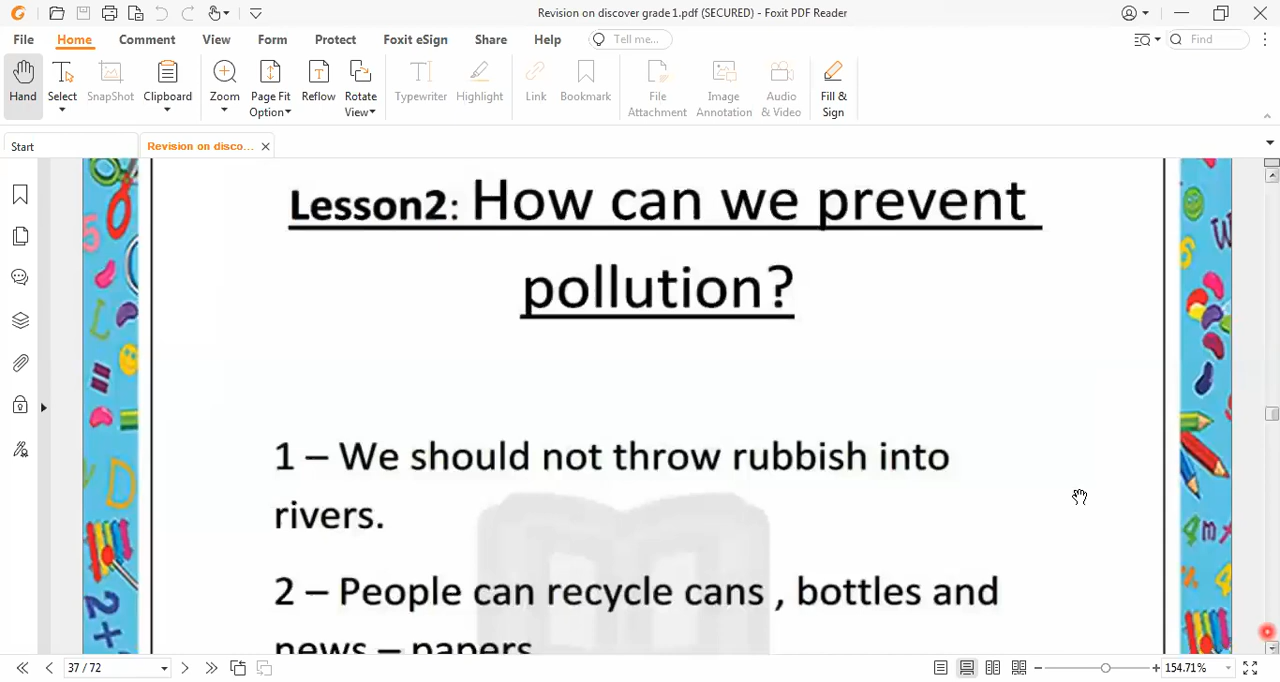 Revision on discover grade1.pdf (SECURED) - Foxit PDF Reader
File Home Comment View Form Protect Foxit eSign Share Help Tell me... Find
Hand Select SnapShot Clipboard Zoom Page Fit Option Reflow Rotate View Typewriter Highlight Link Bookmark File Attachment Image Annotation Audio & Video Fill & Sign
Start Revision on disco...
Lesson2: How can we prevent
pollution?
1 – We should not throw rubbish into
rivers.
2 – People can recycle cans , bottles and
news – papers
37 / 72 154.71%